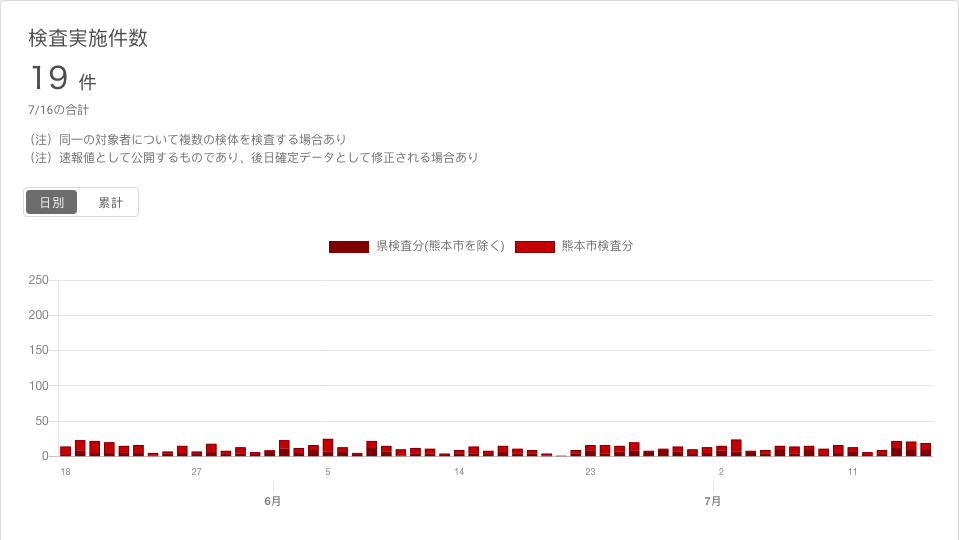 検査実施件数
19 件
7/16の合計
（注）同一の対象者について複数の検体を検査する場合あり
（注）速報値として公開するものであり、後日確定データとして修正される場合あり
日別 累計
県検査分(熊本市を除く) 熊本市検査分
250
200
150
100
50
0
18 27 5 14 23 2 11
6月 7月